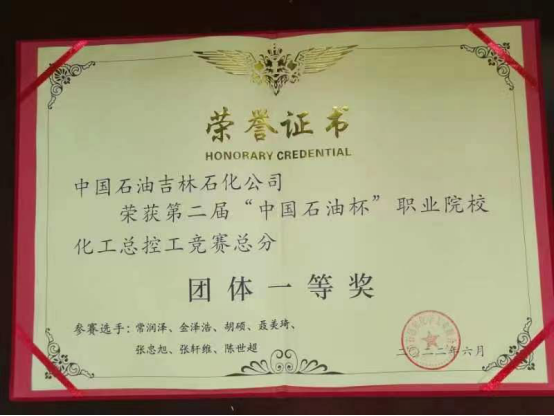 荣誉证书
HONORARY CREDENTIAL
中国石油吉林石化公司
荣获第二届“中国石油杯”职业院校
化工总控工竞赛总分
团体一等奖
参赛选手：常润泽、金泽浩、胡硕、聂美琦、
张忠旭、张轩维、陈世超
二〇二二年六月